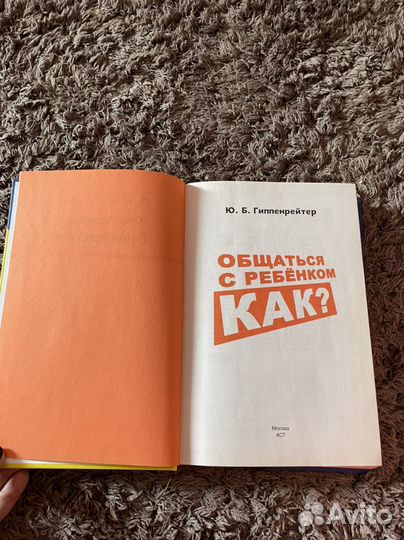 Ю. Б. Гиппенрейтер
ОБЩАТЬСЯ
С РЕБЁНКОМ
КАК?
Москва
АСТ
Avito